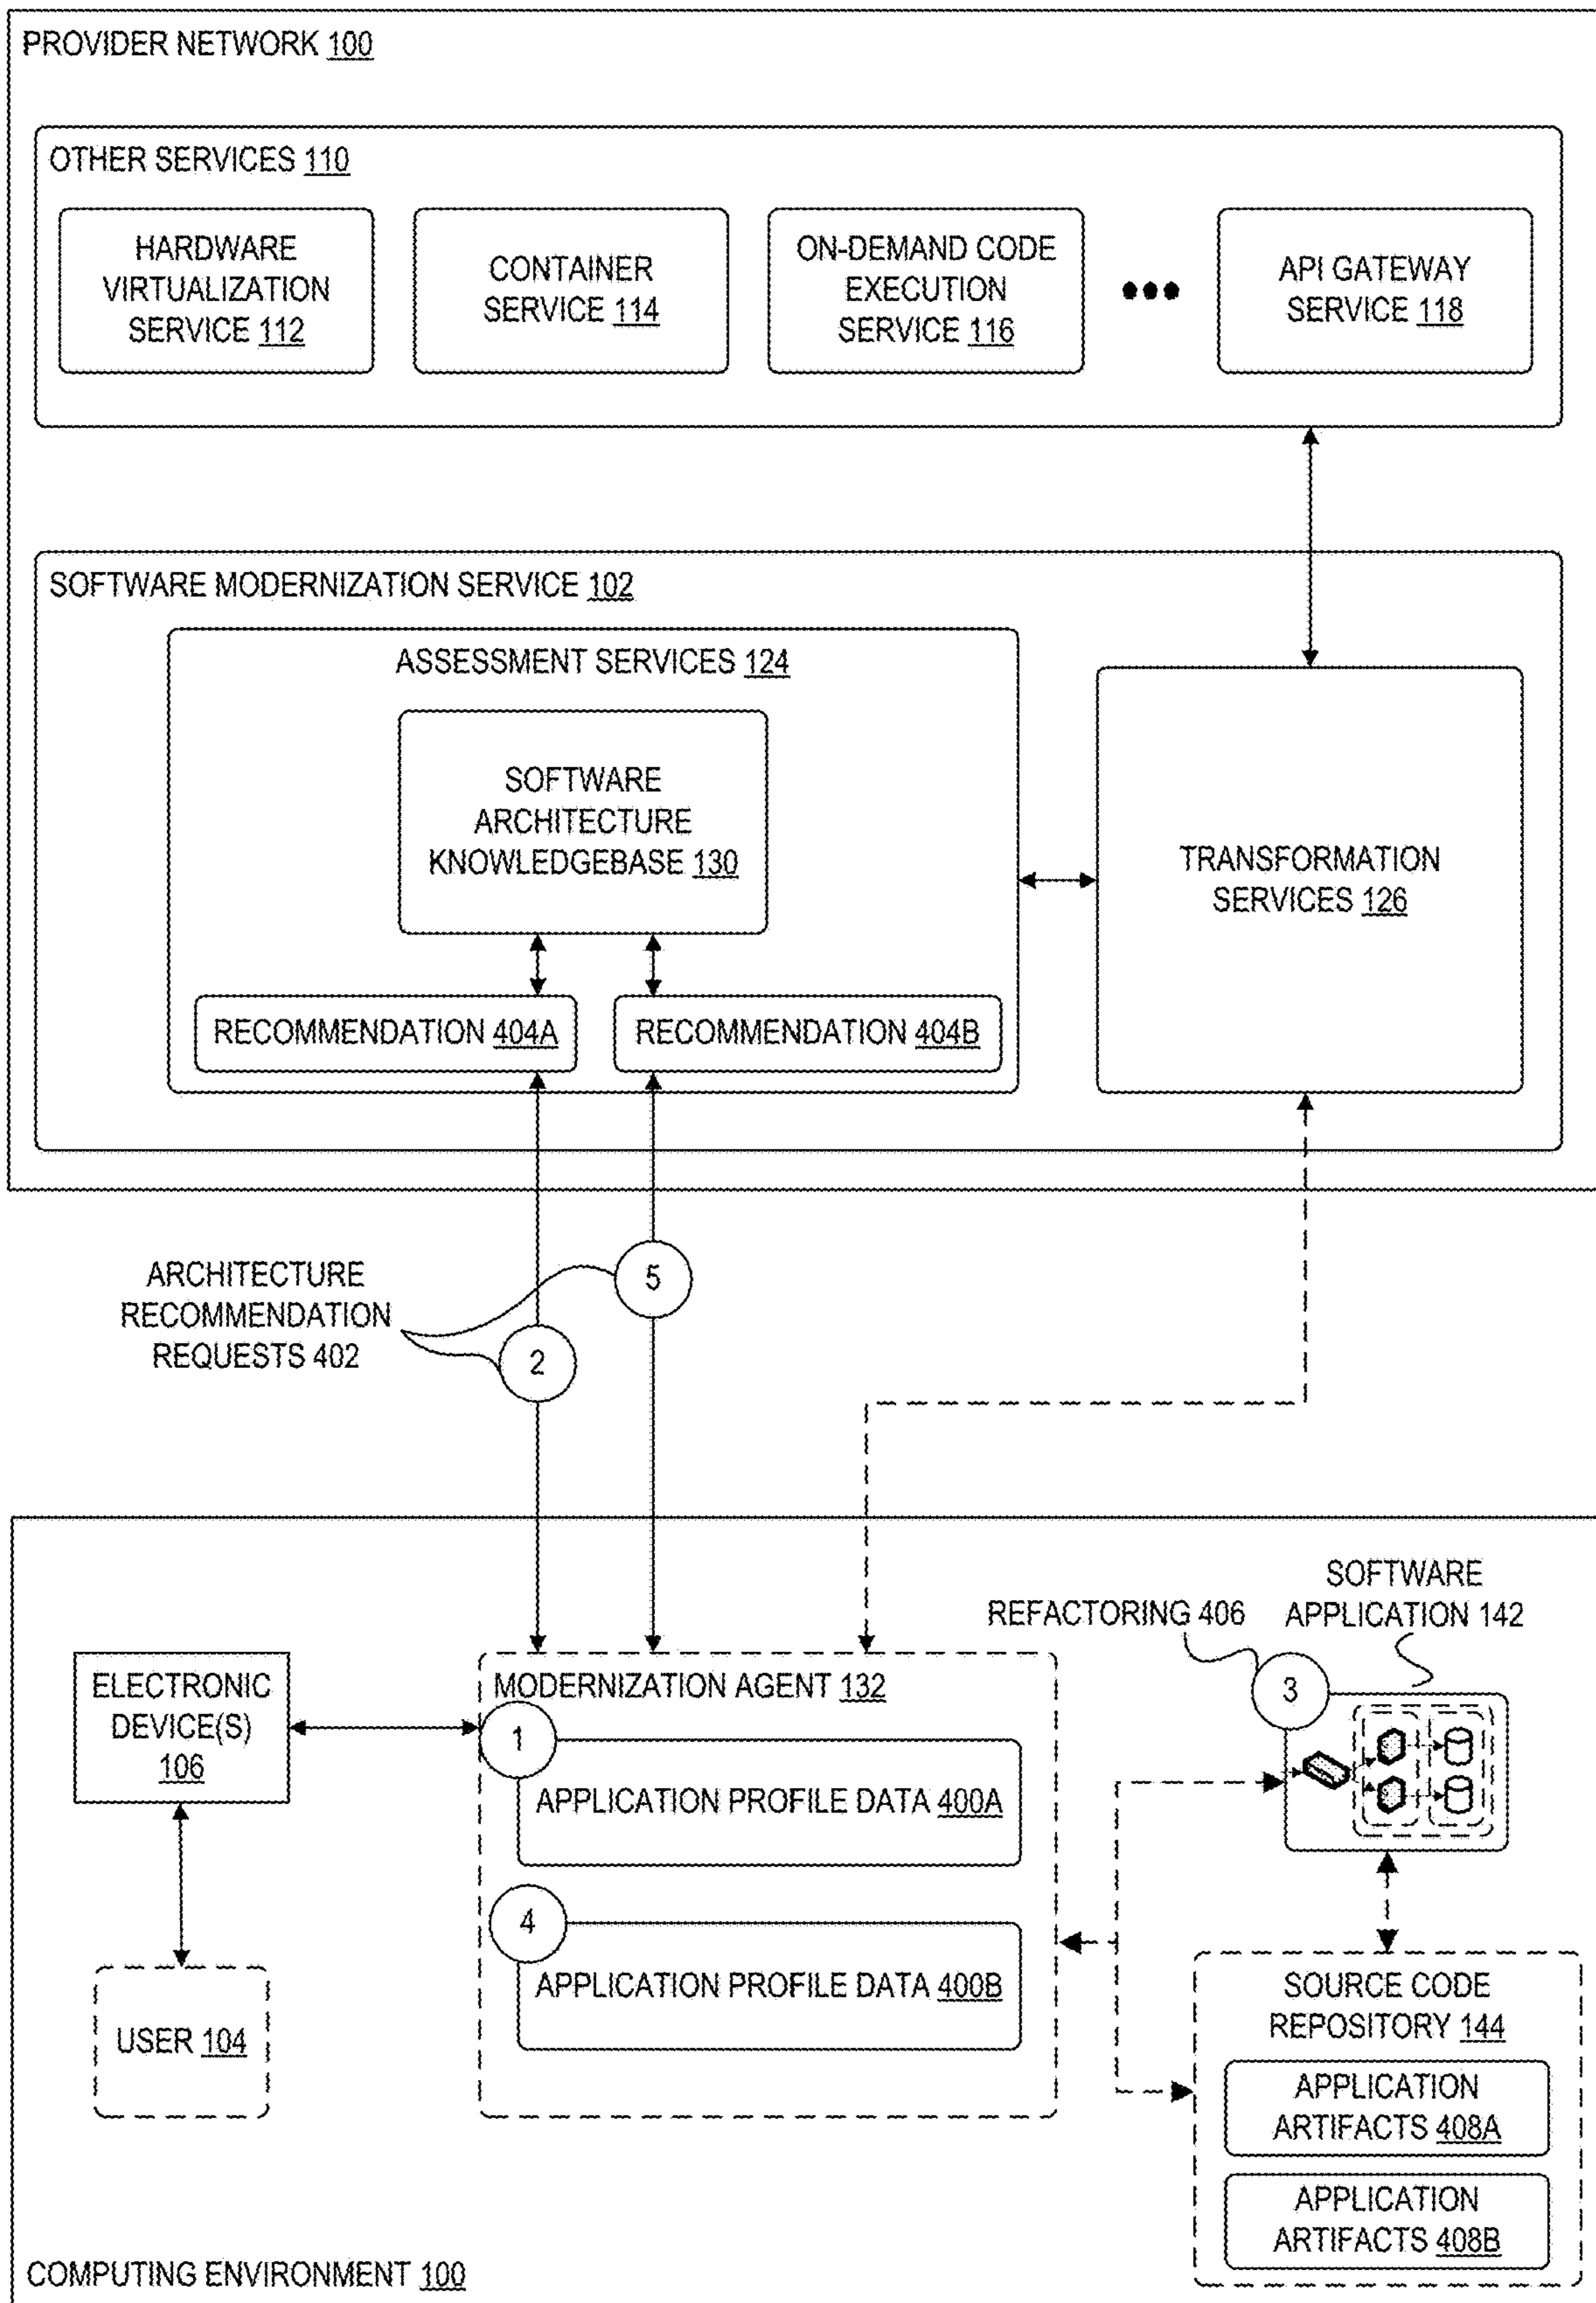 PROVIDER NETWORK 100
OTHER SERVICES 110
HARDWARE
VIRTUALIZATION
SERVICE 112
CONTAINER
SERVICE 114
ON-DEMAND CODE
EXECUTION
SERVICE 116
API GATEWAY
SERVICE 118
SOFTWARE MODERNIZATION SERVICE 102
ASSESSMENT SERVICES 124
SOFTWARE
ARCHITECTURE
KNOWLEDGEBASE 130
TRANSFORMATION
SERVICES 126
RECOMMENDATION 404A
RECOMMENDATION 404B
ARCHITECTURE
RECOMMENDATION
REQUESTS 402
5
2
SOFTWARE
APPLICATION 142
REFACTORING 406
3
ELECTRONIC
DEVICE(S)
106
MODERNIZATION AGENT 132
1
APPLICATION PROFILE DATA 400A
4
APPLICATION PROFILE DATA 400B
USER 104
SOURCE CODE
REPOSITORY 144
APPLICATION
ARTIFACTS 408A
APPLICATION
ARTIFACTS 408B
COMPUTING ENVIRONMENT 100